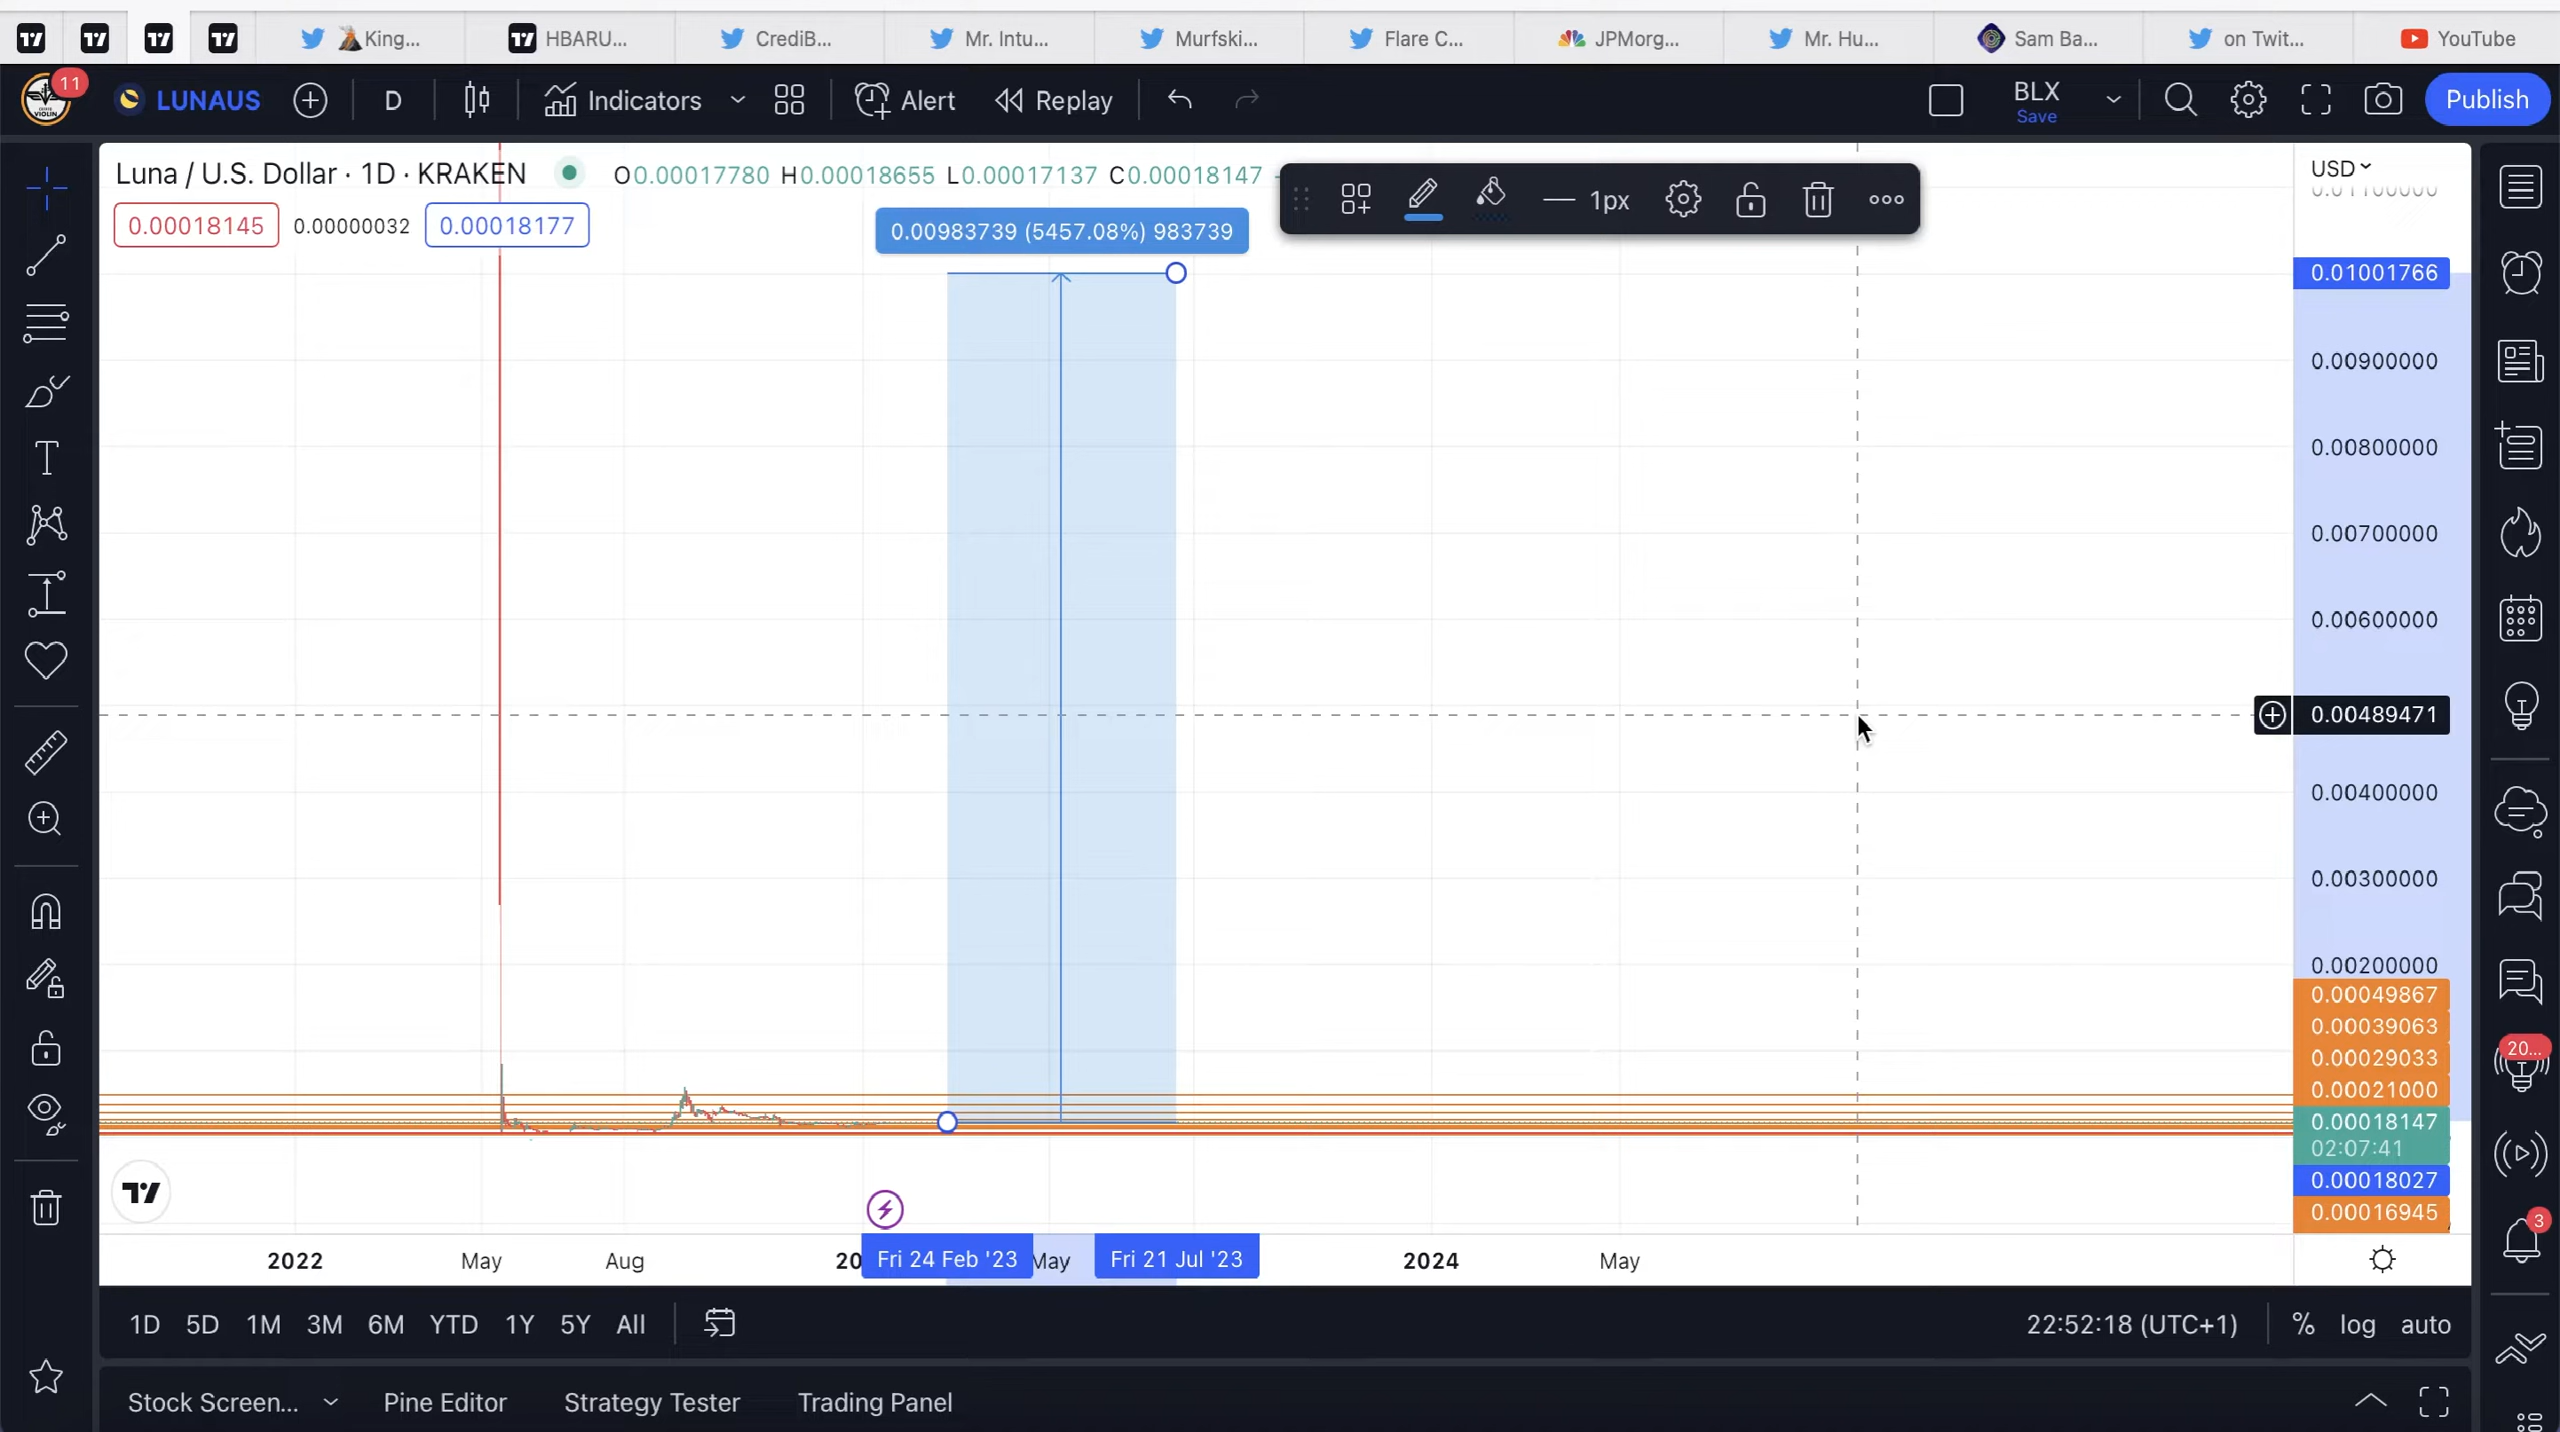 King...
HBARU...
CrediB...
Mr. Intu...
Murfski...
Flare C...
JPMorg...
Mr. Hu...
Sam Ba...
on Twit...
YouTube
11
LUNAUS
D
Indicators
Alert
Replay
BLX
Save
Publish
Luna / U.S. Dollar · 1D · KRAKEN
O0.00017780 H0.00018655 L0.00017137 C0.00018147
0.00018145
0.00000032
0.00018177
0.00983739 (5457.08%) 983739
1px
USD
0.01100000
0.01001766
0.00900000
0.00800000
0.00700000
0.00600000
0.00489471
0.00400000
0.00300000
0.00200000
0.00049867
0.00039063
0.00029033
0.00021000
0.00018147
02:07:41
0.00018027
0.00016945
20...
3
2022
May
Aug
20
Fri 24 Feb '23
May
Fri 21 Jul '23
2024
May
1D 5D 1M 3M 6M YTD 1Y 5Y All
22:52:18 (UTC+1)
% log auto
Stock Screen...
Pine Editor
Strategy Tester
Trading Panel